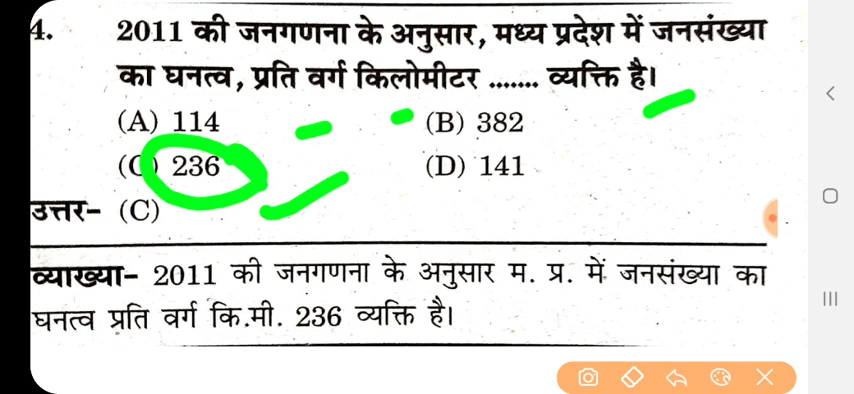 4. 2011 की जनगणना के अनुसार, मध्य प्रदेश में जनसंख्या
का घनत्व, प्रति वर्ग किलोमीटर ....... व्यक्ति है।
(A) 114 (B) 382
(C) 236 (D) 141
उत्तर- (C)
व्याख्या- 2011 की जनगणना के अनुसार म. प्र. में जनसंख्या का
घनत्व प्रति वर्ग कि.मी. 236 व्यक्ति है।